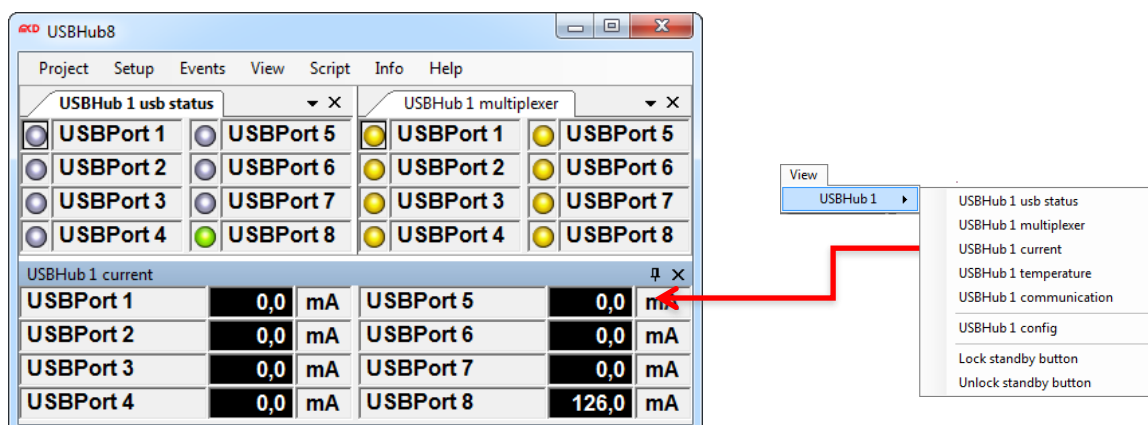 GKD USBHub8
Project Setup Events View Script Info Help
USBHub 1 usb status
USBHub 1 multiplexer
USBPort 1 USBPort 5 USBPort 1 USBPort 5
USBPort 2 USBPort 6 USBPort 2 USBPort 6
USBPort 3 USBPort 7 USBPort 3 USBPort 7
USBPort 4 USBPort 8 USBPort 4 USBPort 8
USBHub 1 current
USBPort 1 0,0 mA USBPort 5 0,0 mA
USBPort 2 0,0 mA USBPort 6 0,0 mA
USBPort 3 0,0 mA USBPort 7 0,0 mA
USBPort 4 0,0 mA USBPort 8 126,0 mA
View
USBHub 1
USBHub 1 usb status
USBHub 1 multiplexer
USBHub 1 current
USBHub 1 temperature
USBHub 1 communication
USBHub 1 config
Lock standby button
Unlock standby button